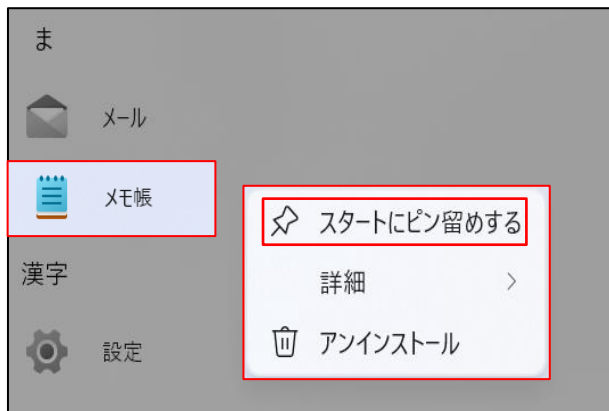 ま
メール
メモ帳
スタートにピン留めする
詳細
アンインストール
漢字
設定